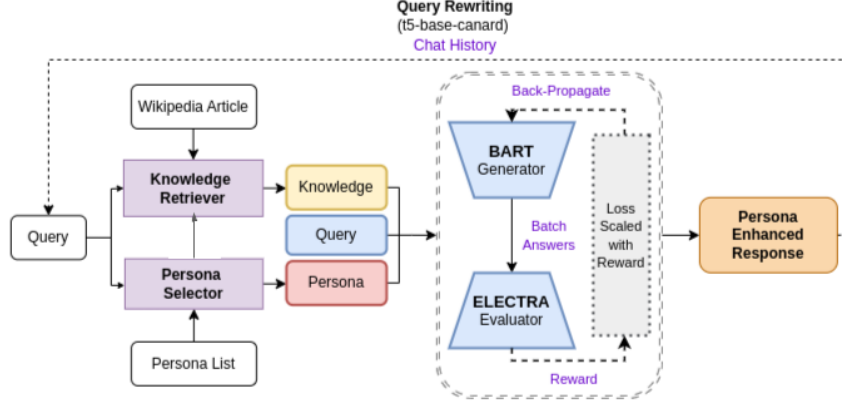 Query Rewriting
(t5-base-canard)
Chat History
Wikipedia Article
Knowledge
Retriever
Query
Persona
Selector
Persona List
Knowledge
Query
Persona
Back-Propagate
BART
Generator
Batch
Answers
ELECTRA
Evaluator
Reward
Loss
Scaled
with
Reward
Persona
Enhanced
Response